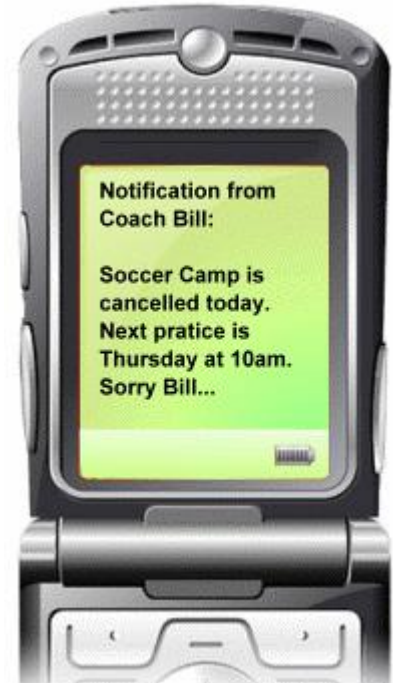 Notification from
Coach Bill:
Soccer Camp is
cancelled today.
Next pratice is
Thursday at 10am.
Sorry Bill...